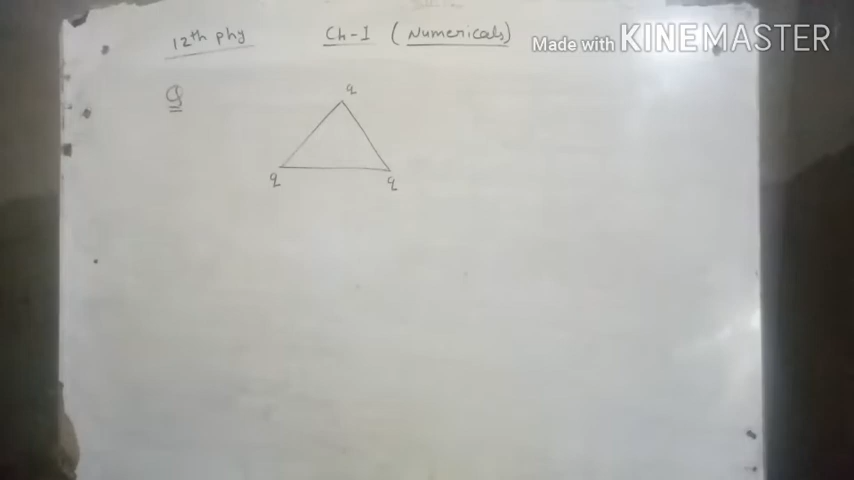 12th phy Ch-I (Numericals)
Made with KINEMASTER
Q
q
q q